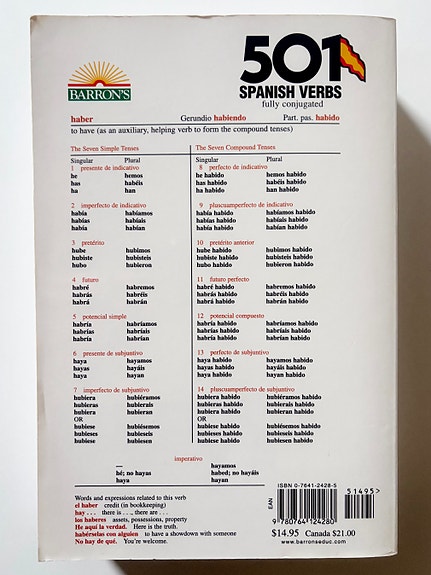 501
BARRON'S
SPANISH VERBS
fully conjugated
haber Gerundio habiendo Part. pas. habido
to have (as an auxiliary, helping verb to form the compound tenses)
The Seven Simple Tenses The Seven Compound Tenses
Singular Plural Singular Plural
1 presente de indicativo 8 perfecto de indicativo
he hemos he habido hemos habido
has habéis has habido habéis habido
ha han ha habido han habido
2 imperfecto de indicativo 9 pluscuamperfecto de indicativo
había habíamos había habido habíamos habido
habías habíais habías habido habíais habido
había habían había habido habían habido
3 pretérito 10 pretérito anterior
hube hubimos hube habido hubimos habido
hubiste hubisteis hubiste habido hubisteis habido
hubo hubieron hubo habido hubieron habido
4 futuro 11 futuro perfecto
habré habremos habré habido habremos habido
habrás habréis habrás habido habréis habido
habrá habrán habrá habido habrán habido
5 potencial simple 12 potencial compuesto
habría habríamos habría habido habríamos habido
habrías habríais habrías habido habríais habido
habría habrían habría habido habrían habido
6 presente de subjuntivo 13 perfecto de subjuntivo
haya hayamos haya habido hayamos habido
hayas hayáis hayas habido hayáis habido
haya hayan haya habido hayan habido
7 imperfecto de subjuntivo 14 pluscuamperfecto de subjuntivo
hubiera hubiéramos hubiera habido hubiéramos habido
hubieras hubierais hubieras habido hubierais habido
hubiera hubieran hubiera habido hubieran habido
OR OR
hubiese hubiésemos hubiese habido hubiésemos habido
hubieses hubieseis hubieses habido hubieseis habido
hubiese hubiesen hubiese habido hubiesen habido
imperativo
— hayamos
hé; no hayas habed; no hayáis
haya hayan
Words and expressions related to this verb
el haber credit (in bookkeeping)
hay . . . there is . . ., there are . . .
los haberes assets, possessions, property
He aquí la verdad. Here is the truth.
habérselas con alguien to have a showdown with someone
No hay de qué. You're welcome.
ISBN 0-7641-2428-5
51495>
EAN
9 780764 124280
$14.95 Canada $21.00
www.barronseduc.com